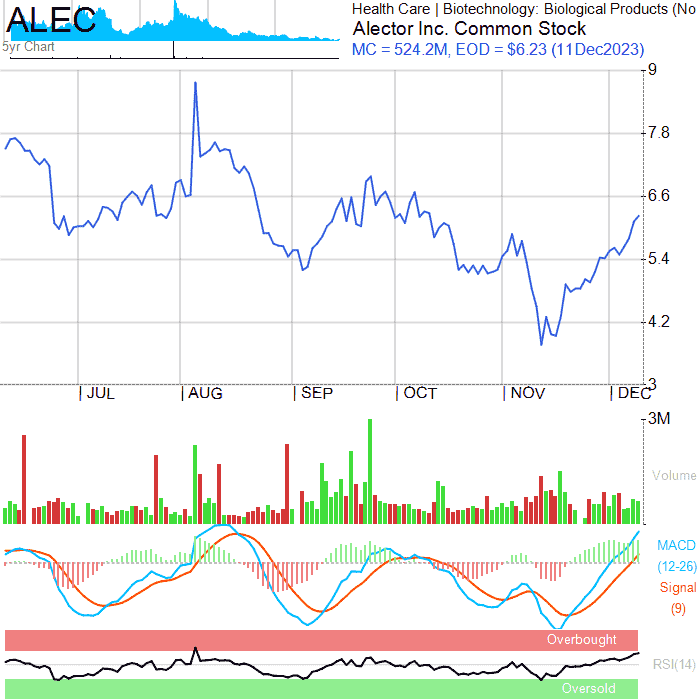 ALEC
5yr Chart
Health Care | Biotechnology: Biological Products (No
Alector Inc. Common Stock
MC = 524.2M, EOD = $6.23 (11Dec2023)
9
7.8
6.6
5.4
4.2
3
JUL
AUG
SEP
OCT
NOV
DEC
3M
Volume
MACD
(12-26)
Signal
(9)
Overbought
RSI(14)
Oversold